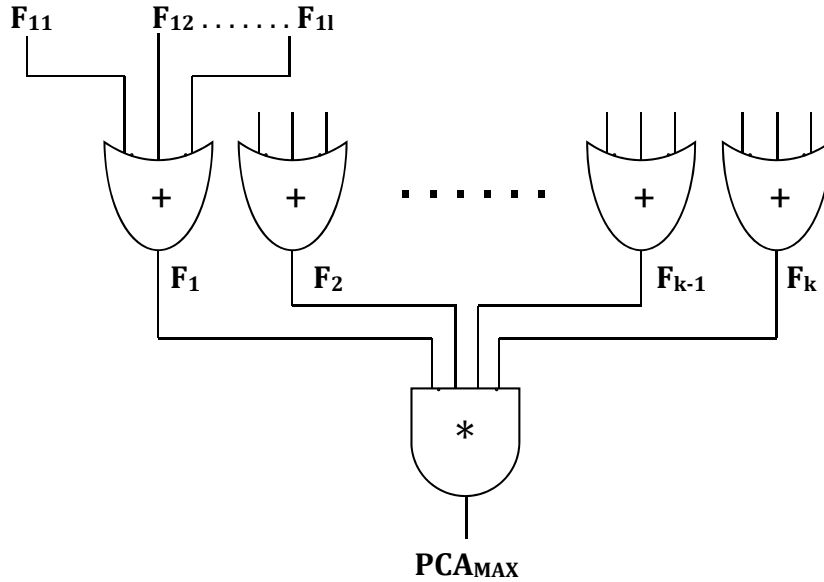 F11 F12 ....... F1l
+ + ...... + +
F1 F2 Fk-1 Fk
*
PCAMAX